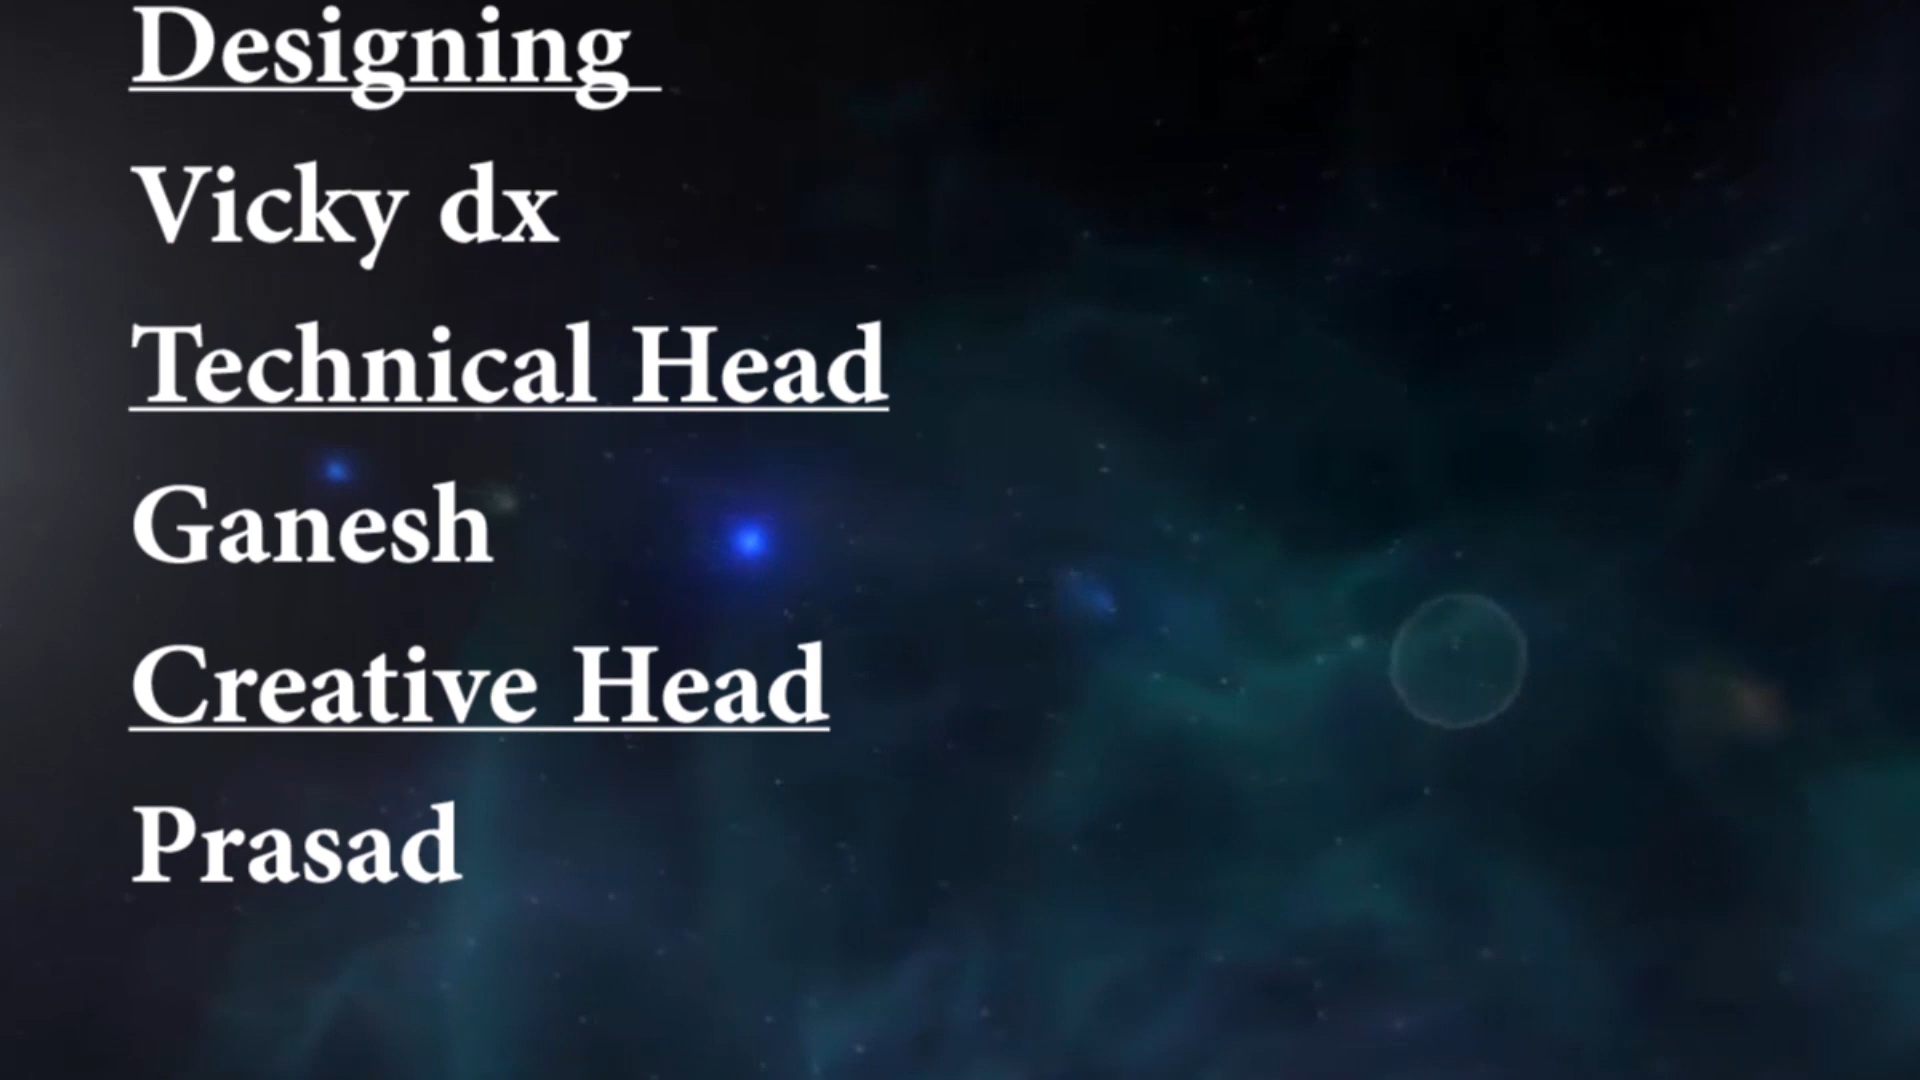 Designing
Vicky dx
Technical Head
Ganesh
Creative Head
Prasad